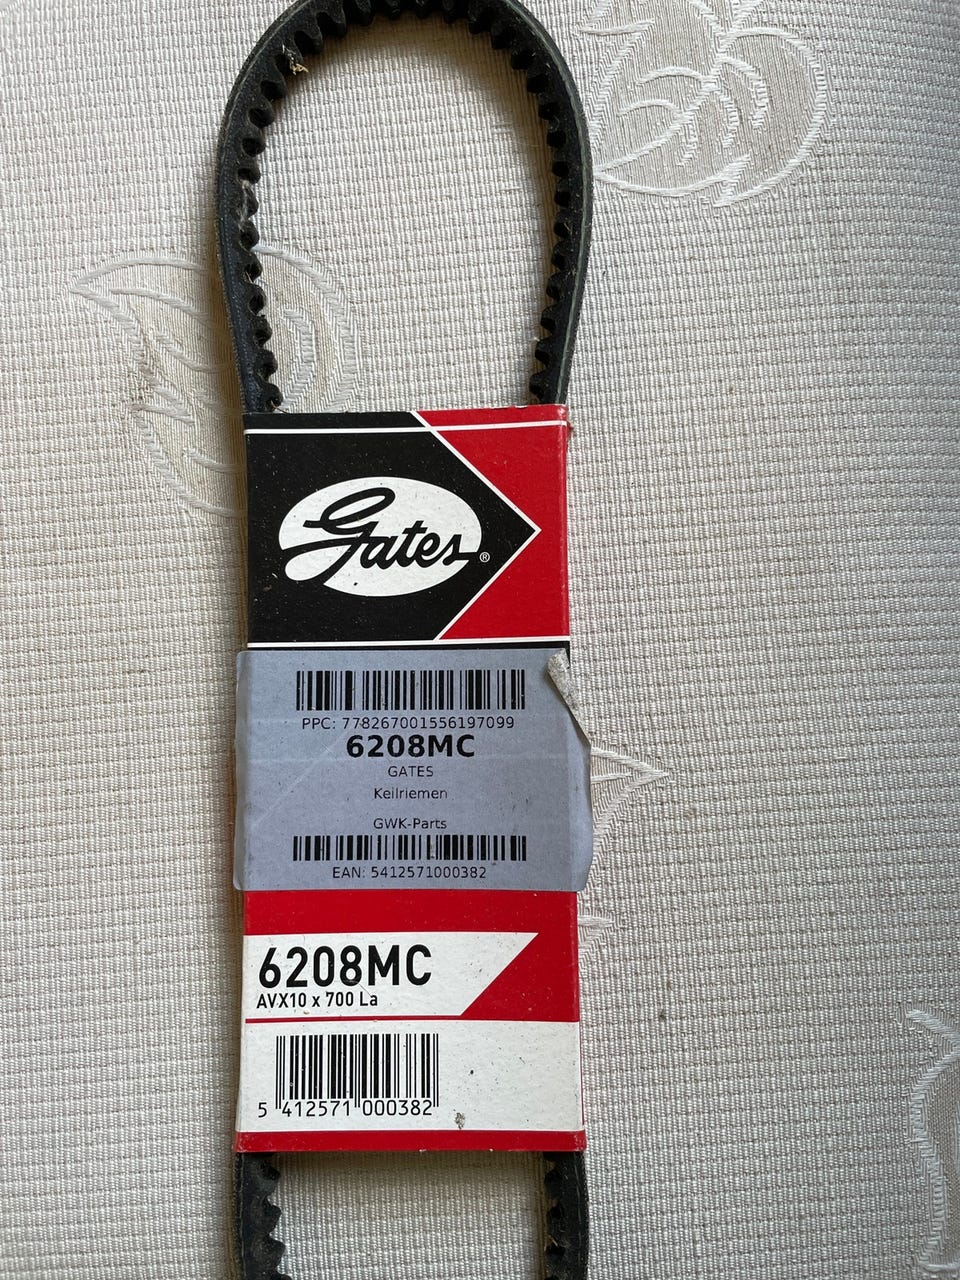 Gates®
PPC: 778267001556197099
6208MC
GATES
Keilriemen
GWK-Parts
EAN: 5412571000382
6208MC
AVX10 x 700 La
5 412571 000382